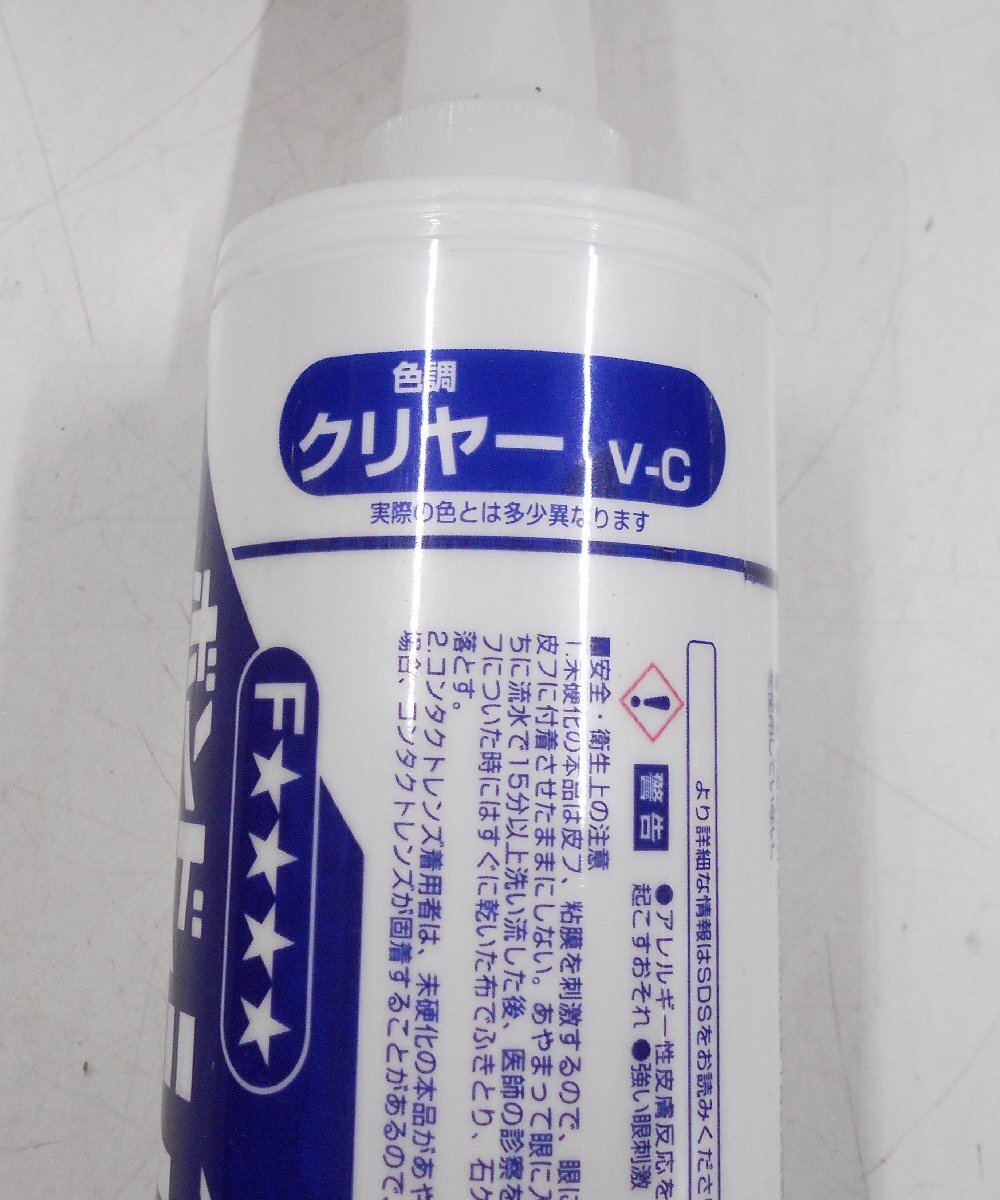 色調
クリヤー V-C
実際の色とは多少異なります
ボンド
F★★★★
より詳細な情報はSDSをお読みくださ
警告
●アレルギー性皮膚反応を
起こすおそれ ●強い眼刺激
■安全・衛生上の注意
1.未硬化の本品は皮フ、粘膜を刺激するので、眼に
皮フに付着させたままにしない。あやまって眼に入
ちに流水で15分以上洗い流した後、医師の診察を
フについた時にはすぐに乾いた布でふきとり、石ケ
落とす。
2.コンタクトレンズ着用者は、未硬化の本品があや
場合、コンタクトレンズが固着することがあるので、